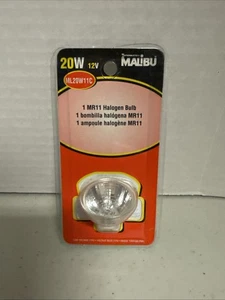 MALIBU
20W 12V
ML20W11C
1 MR11 Halogen Bulb
1 bombilla halógena MR11
1 ampoule halogène MR11